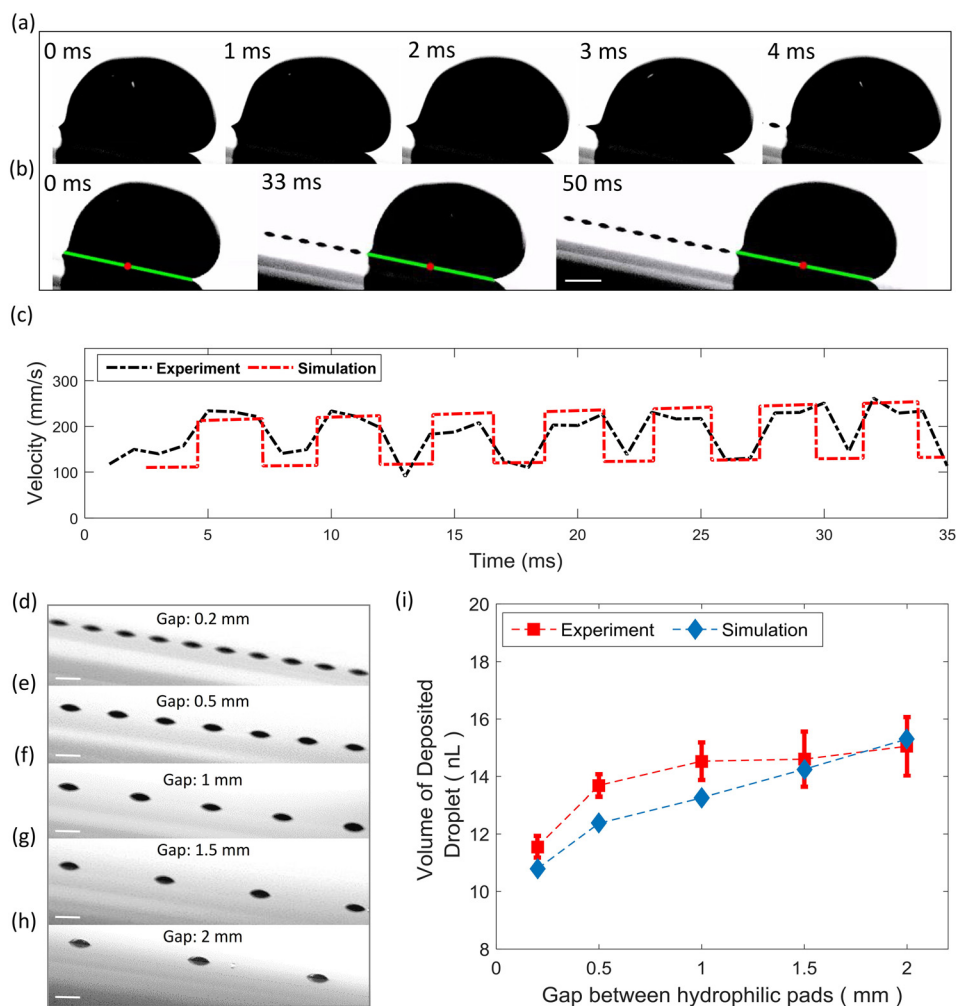 (a)
0 ms
1 ms
2 ms
3 ms
4 ms
(b)
0 ms
33 ms
50 ms
(c)
Velocity (mm/s)
300
200
100
0
Experiment
Simulation
0
5
10
15
20
25
30
35
Time (ms)
(d)
Gap: 0.2 mm
(e)
Gap: 0.5 mm
(f)
Gap: 1 mm
(g)
Gap: 1.5 mm
(h)
Gap: 2 mm
(i)
Volume of Deposited
Droplet ( nL )
20
18
16
14
12
10
8
Experiment
Simulation
0
0.5
1
1.5
2
Gap between hydrophilic pads ( mm )